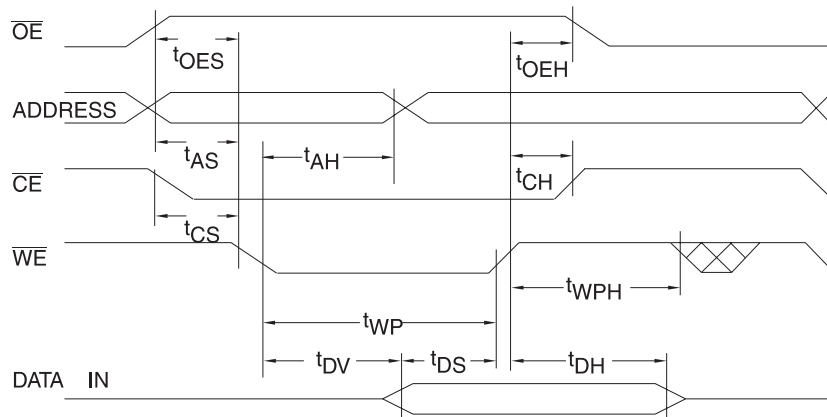 OE
tOES
tOEH
ADDRESS
tAS
tAH
CE
tCH
tCS
WE
tWPH
tWP
tDV
tDS
tDH
DATA IN